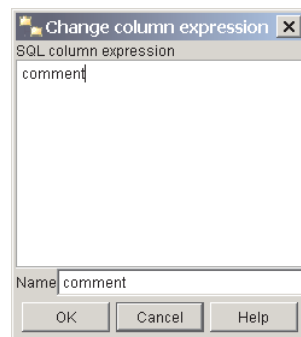 Change column expression
SQL column expression
comment
Name comment
OK Cancel Help